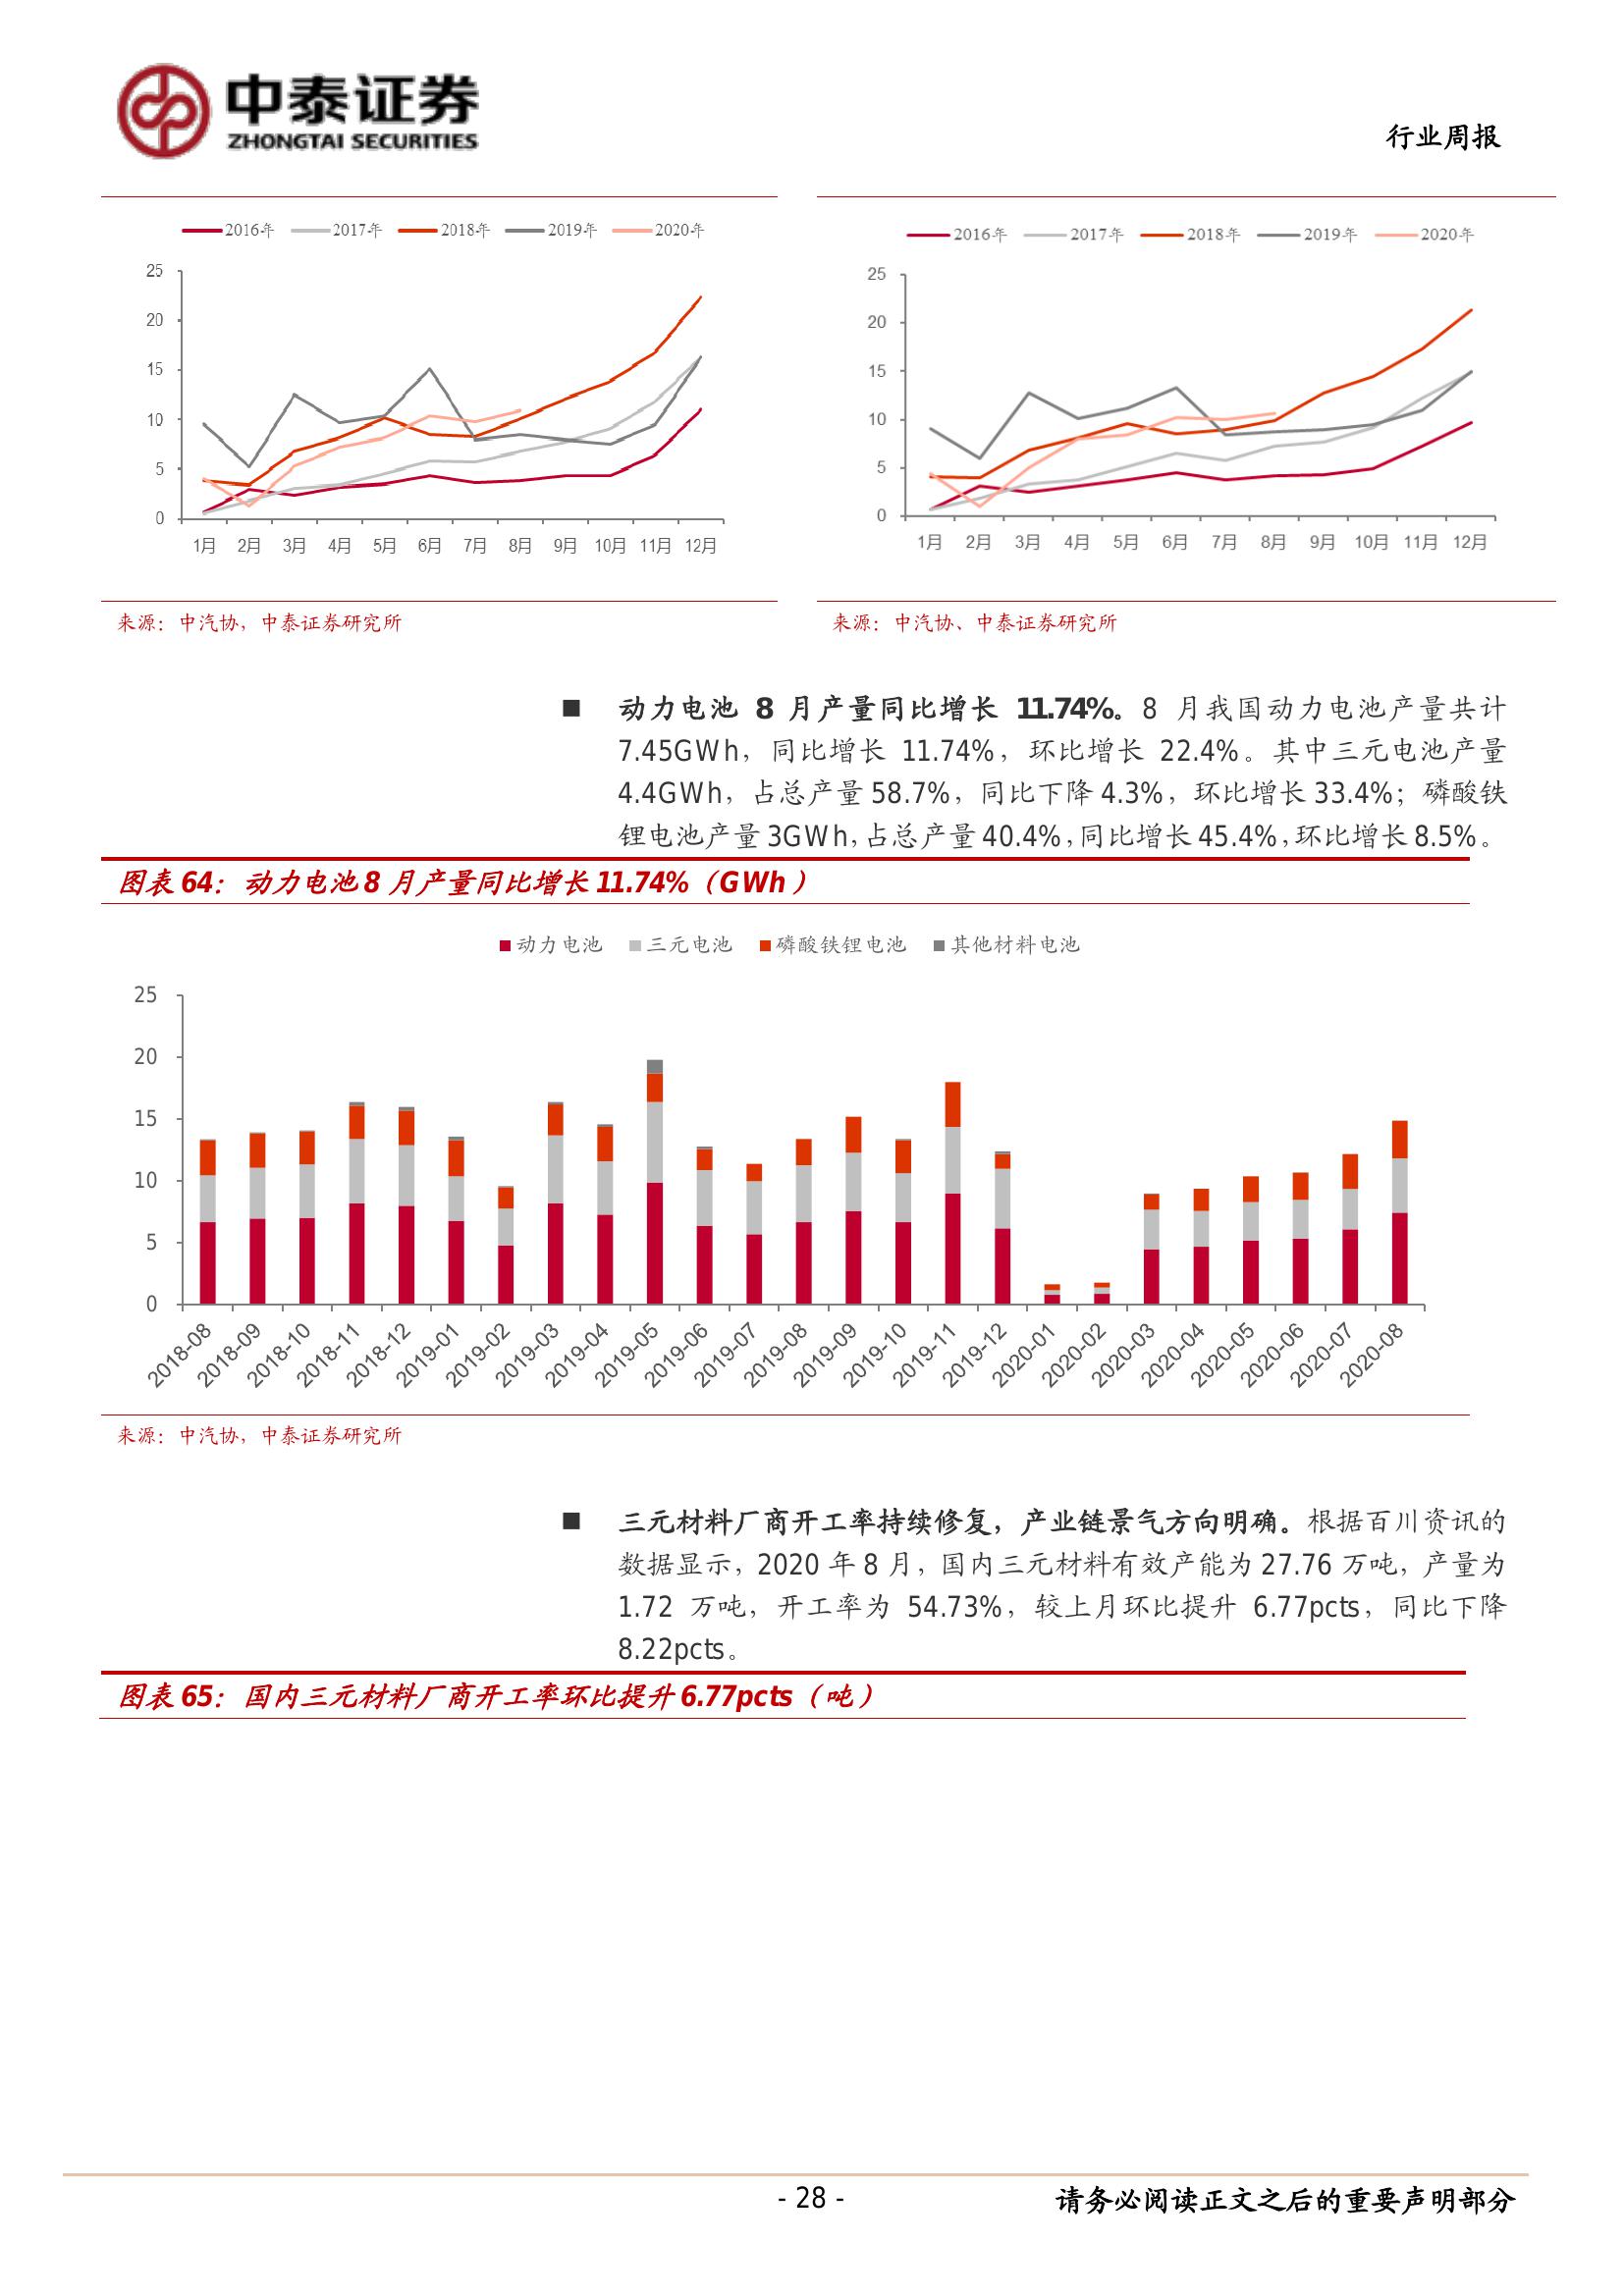 中泰证券
ZHONGTAI SECURITIES
行业周报
2016年 2017年 2018年 2019年 2020年
25
20
15
10
5
0
1月 2月 3月 4月 5月 6月 7月 8月 9月 10月 11月 12月
来源：中汽协，中泰证券研究所
2016年 2017年 2018年 2019年 2020年
25
20
15
10
5
0
1月 2月 3月 4月 5月 6月 7月 8月 9月 10月 11月 12月
来源：中汽协、中泰证券研究所
■ 动力电池 8 月产量同比增长 11.74%。8 月我国动力电池产量共计
7.45GWh，同比增长 11.74%，环比增长 22.4%。其中三元电池产量
4.4GWh，占总产量 58.7%，同比下降 4.3%，环比增长 33.4%；磷酸铁
锂电池产量 3GWh，占总产量 40.4%，同比增长 45.4%，环比增长 8.5%。
图表 64：动力电池 8 月产量同比增长 11.74%（GWh）
动力电池 三元电池 磷酸铁锂电池 其他材料电池
25
20
15
10
5
0
2018-08 2018-09 2018-10 2018-11 2018-12 2019-01 2019-02 2019-03 2019-04 2019-05 2019-06 2019-07 2019-08 2019-09 2019-10 2019-11 2019-12 2020-01 2020-02 2020-03 2020-04 2020-05 2020-06 2020-07 2020-08
来源：中汽协，中泰证券研究所
■ 三元材料厂商开工率持续修复，产业链景气方向明确。根据百川资讯的
数据显示，2020 年 8 月，国内三元材料有效产能为 27.76 万吨，产量为
1.72 万吨，开工率为 54.73%，较上月环比提升 6.77pcts，同比下降
8.22pcts。
图表 65：国内三元材料厂商开工率环比提升 6.77pcts（吨）
- 28 -
请务必阅读正文之后的重要声明部分